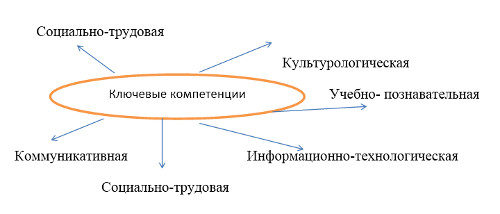 Социально-трудовая
Культурологическая
Ключевые компетенции
Учебно- познавательная
Коммуникативная
Информационно-технологическая
Социально-трудовая